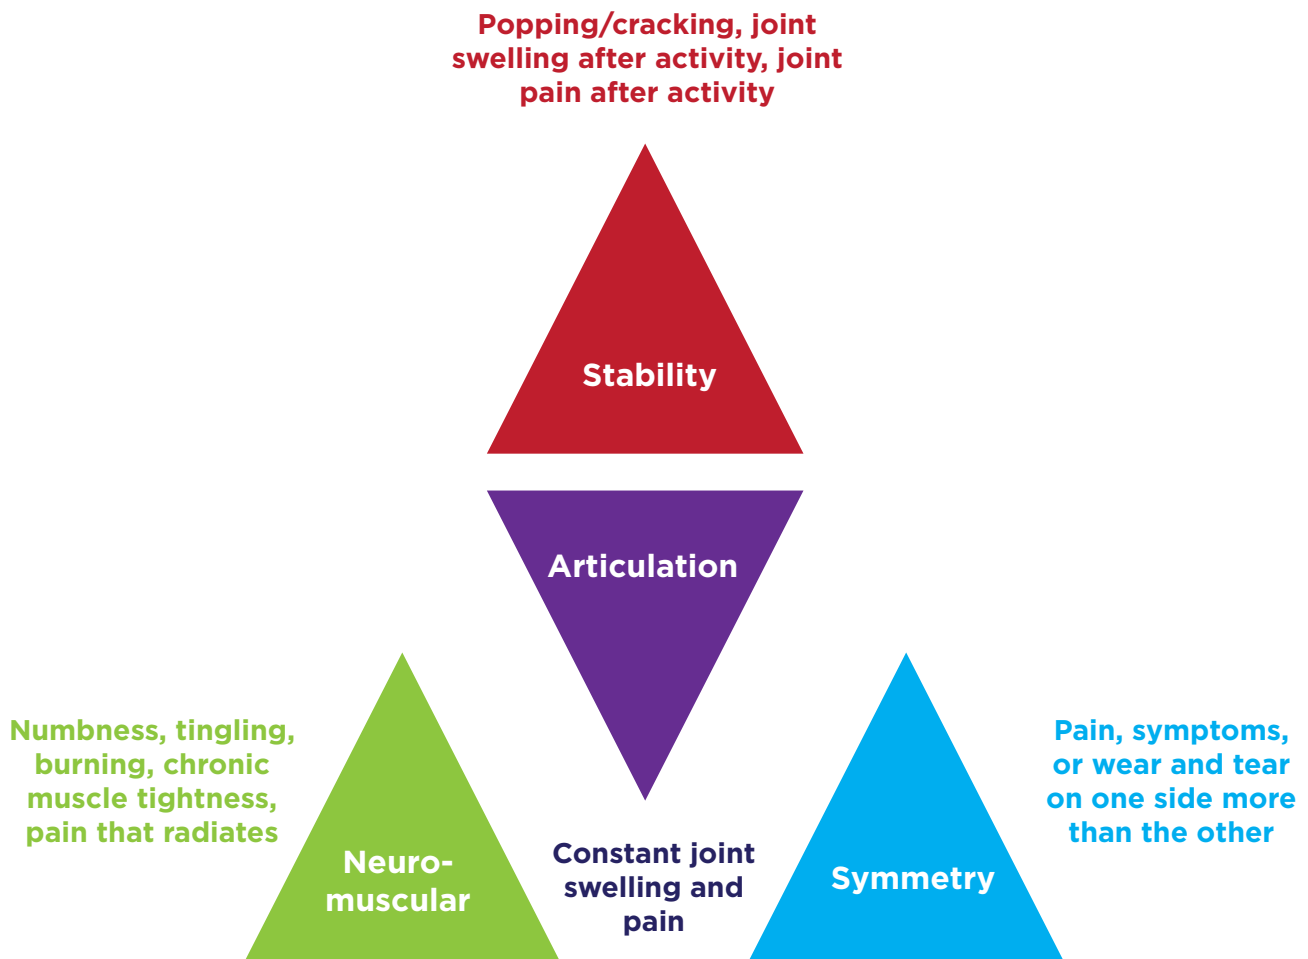 Popping/cracking, joint
swelling after activity, joint
pain after activity
Stability
Articulation
Numbness, tingling,
burning, chronic
muscle tightness,
pain that radiates
Neuro-
muscular
Constant joint
swelling and
pain
Symmetry
Pain, symptoms,
or wear and tear
on one side more
than the other